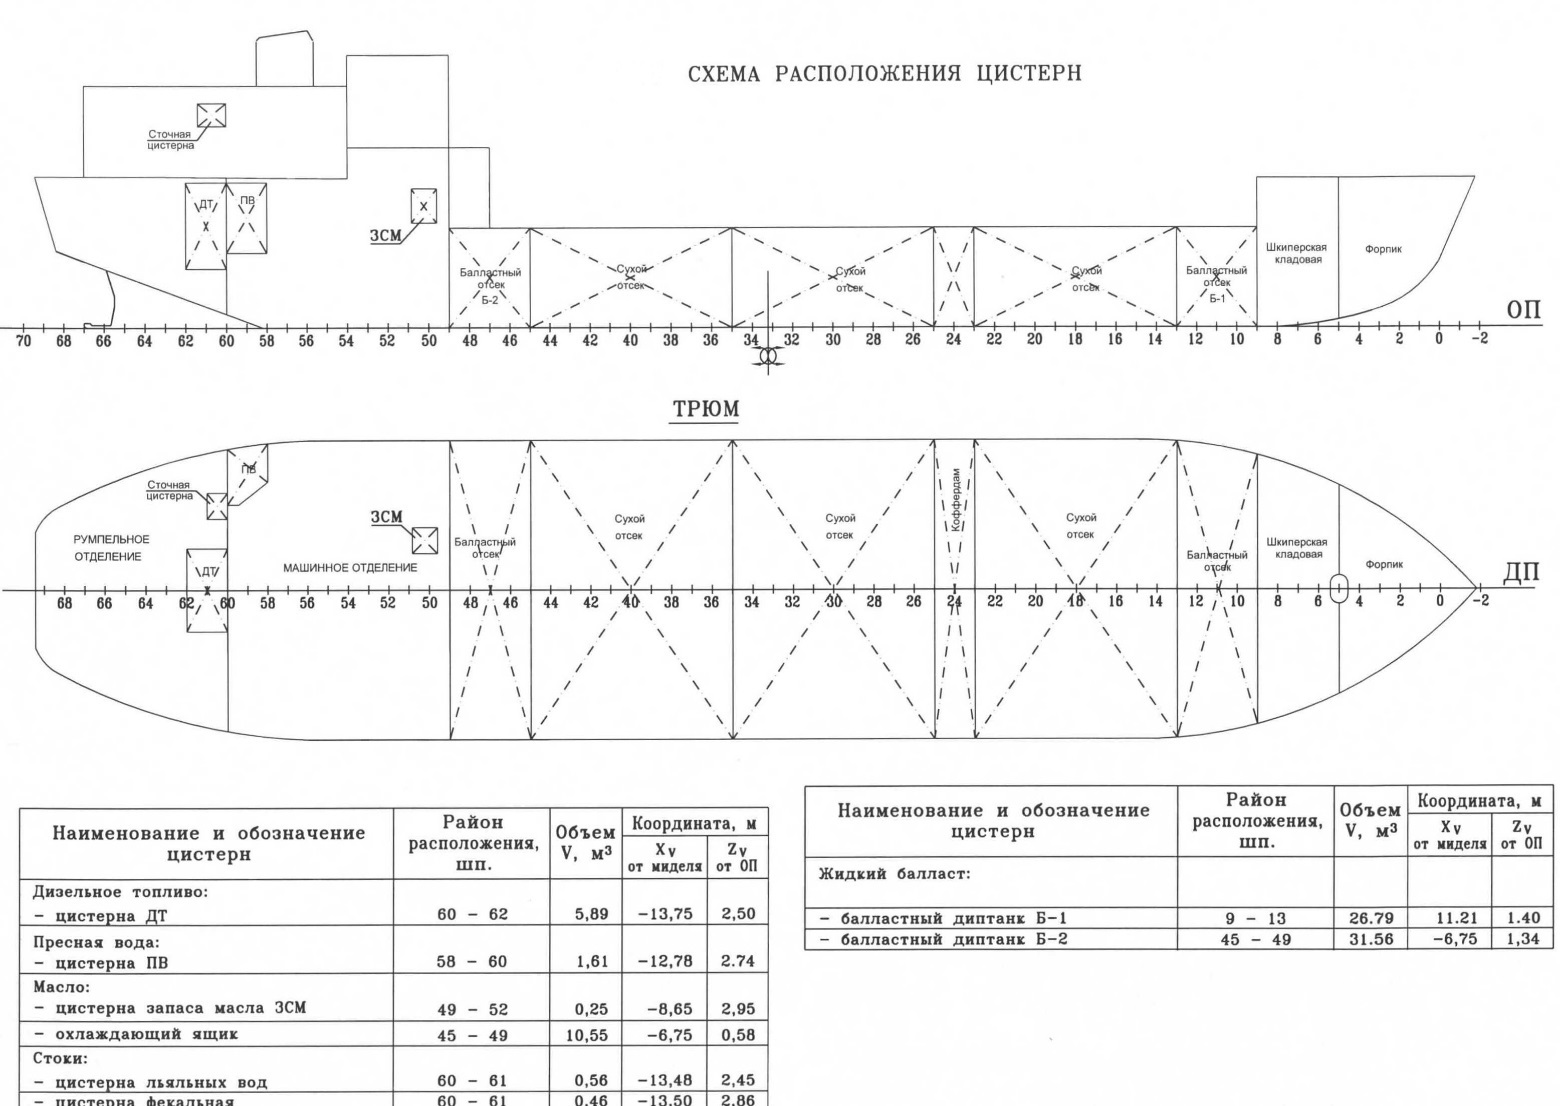 СХЕМА РАСПОЛОЖЕНИЯ ЦИСТЕРН
Сточная
цистерна
ДТ
ПВ
ЗСМ
Балластный
отсек
Б-2
Сухой
отсек
Сухой
отсек
Сухой
отсек
Балластный
отсек
Б-1
Шкиперская
кладовая
Форпик
ОП
70 68 66 64 62 60 58 56 54 52 50 48 46 44 42 40 38 36 34 32 30 28 26 24 22 20 18 16 14 12 10 8 6 4 2 0 -2
ТРЮМ
ПВ
Сточная
цистерна
ЗСМ
РУМПЕЛЬНОЕ
ОТДЕЛЕНИЕ
ДТ
МАШИННОЕ ОТДЕЛЕНИЕ
Балластный
отсек
Сухой
отсек
Сухой
отсек
Коффердам
Сухой
отсек
Балластный
отсек
Шкиперская
кладовая
Форпик
ДП
68 66 64 62 60 58 56 54 52 50 48 46 44 42 40 38 36 34 32 30 28 26 24 22 20 18 16 14 12 10 8 6 4 2 0 -2
Наименование и обозначение
цистерн
Район
расположения,
шп.
Объем
V, м³
Координата, м
Xv
от миделя
Zv
от ОП
Дизельное топливо:
- цистерна ДТ 60 - 62 5,89 -13,75 2,50
Пресная вода:
- цистерна ПВ 58 - 60 1,61 -12,78 2.74
Масло:
- цистерна запаса масла ЗСМ 49 - 52 0,25 -8,65 2,95
- охлаждающий ящик 45 - 49 10,55 -6,75 0,58
Стоки:
- цистерна льяльных вод 60 - 61 0,56 -13,48 2,45
- цистерна фекальная 60 - 61 0,46 -13,50 2,86
Наименование и обозначение
цистерн
Район
расположения,
шп.
Объем
V, м³
Координата, м
Xv
от миделя
Zv
от ОП
Жидкий балласт:
- балластный диптанк Б-1 9 - 13 26.79 11.21 1.40
- балластный диптанк Б-2 45 - 49 31.56 -6,75 1,34